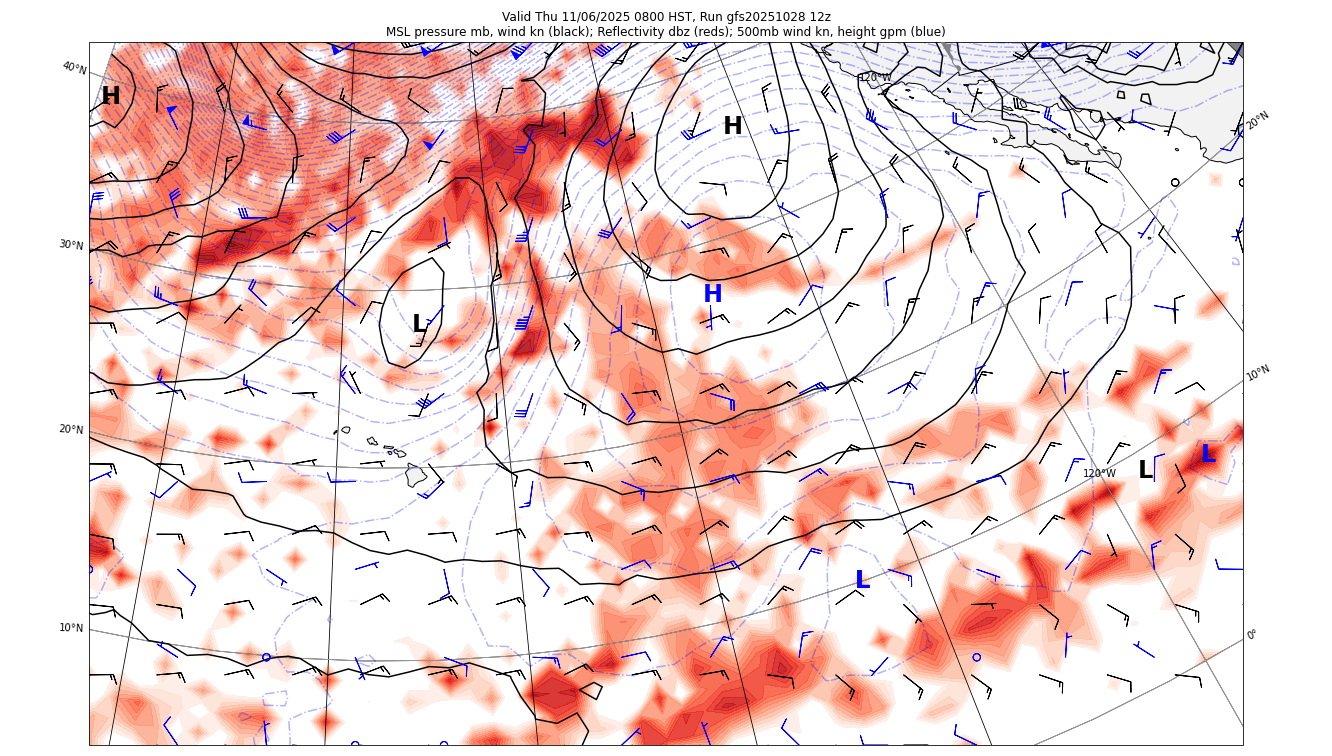 Valid Thu 11/06/2025 0800 HST, Run gfs20251028 12z
MSL pressure mb, wind kn (black); Reflectivity dbz (reds); 500mb wind kn, height gpm (blue)
40°N
120°W
H
H
20°N
30°N
H
L
10°N
20°N
L
L
120°W
L
10°N
0°